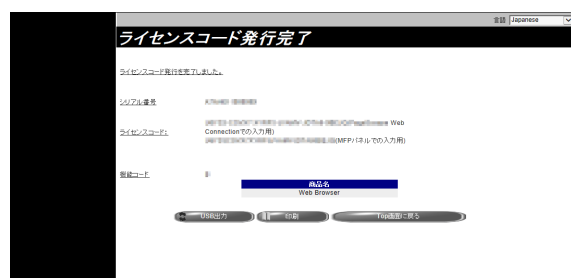 言語 Japanese
ライセンスコード発行完了
ライセンスコード発行を完了しました。
シリアル番号
ライセンスコード:
Web
Connectionでの入力用)
(MFPパネルでの入力用)
機能コード
商品名
Web Browser
USB出力 印刷 Top画面に戻る